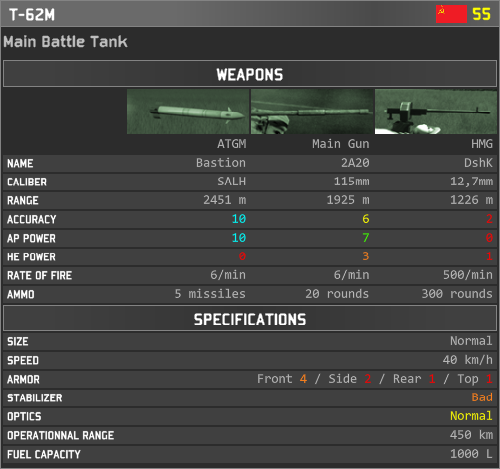 T-62M 55
Main Battle Tank
WEAPONS
ATGM Main Gun HMG
NAME Bastion 2A20 DshK
CALIBER SALH 115mm 12,7mm
RANGE 2451 m 1925 m 1226 m
ACCURACY 10 6 2
AP POWER 10 7 0
HE POWER 0 3 1
RATE OF FIRE 6/min 6/min 500/min
AMMO 5 missiles 20 rounds 300 rounds
SPECIFICATIONS
SIZE Normal
SPEED 40 km/h
ARMOR Front 4 / Side 2 / Rear 1 / Top 1
STABILIZER Bad
OPTICS Normal
OPERATIONNAL RANGE 450 km
FUEL CAPACITY 1000 L